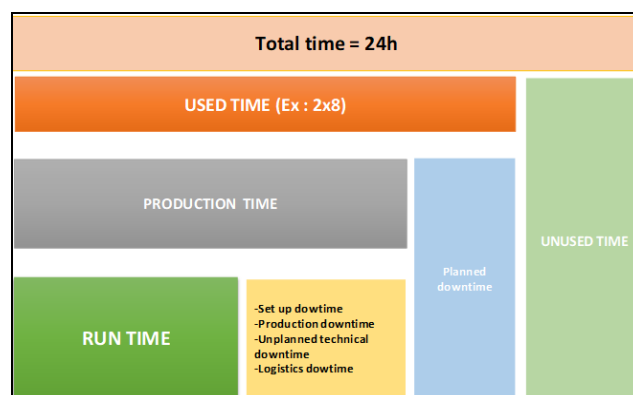 Total time = 24h
USED TIME (Ex : 2x8)
PRODUCTION TIME
UNUSED TIME
Planned
downtime
RUN TIME
-Set up dowtime
-Production downtime
-Unplanned technical
downtime
-Logistics dowtime